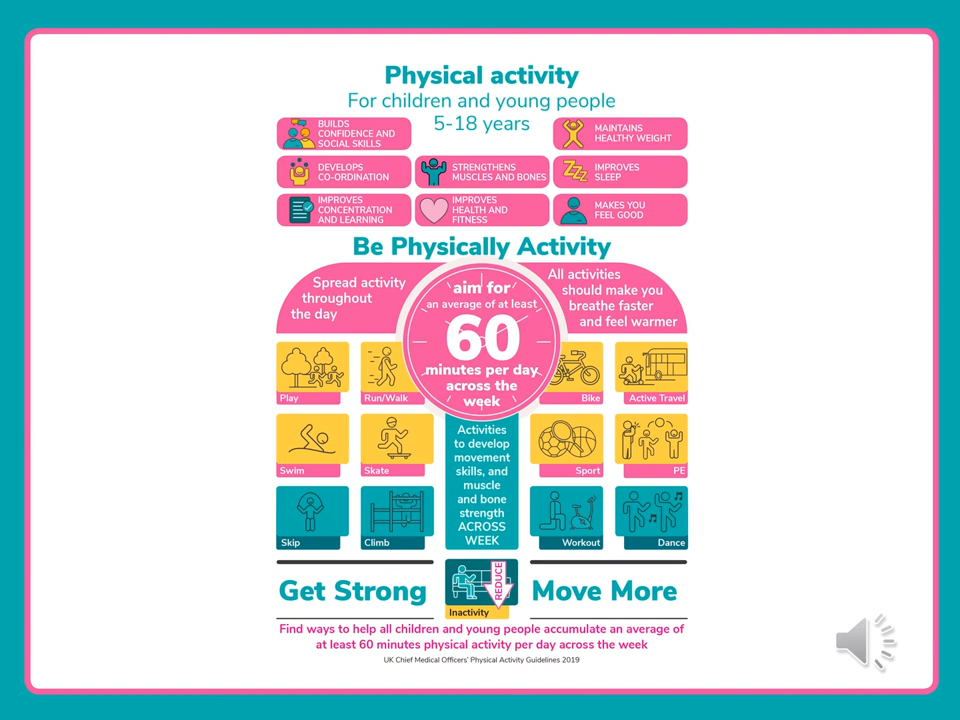 Physical activity
For children and young people
5-18 years
BUILDS
CONFIDENCE AND
SOCIAL SKILLS
MAINTAINS
HEALTHY WEIGHT
DEVELOPS
CO-ORDINATION
STRENGTHENS
MUSCLES AND BONES
IMPROVES
SLEEP
IMPROVES
CONCENTRATION
AND LEARNING
IMPROVES
HEALTH AND
FITNESS
MAKES YOU
FEEL GOOD
Be Physically Activity
Spread activity
throughout
the day
aim for
an average of at least
60
minutes per day
across the
week
All activities
should make you
breathe faster
and feel warmer
Play
Run/Walk
Bike
Active Travel
Swim
Skate
Sport
PE
Skip
Climb
Activities
to develop
movement
skills, and
muscle
and bone
strength
ACROSS
WEEK
Workout
Dance
Get Strong
REDUCE
Inactivity
Move More
Find ways to help all children and young people accumulate an average of
at least 60 minutes physical activity per day across the week
UK Chief Medical Officers' Physical Activity Guidelines 2019